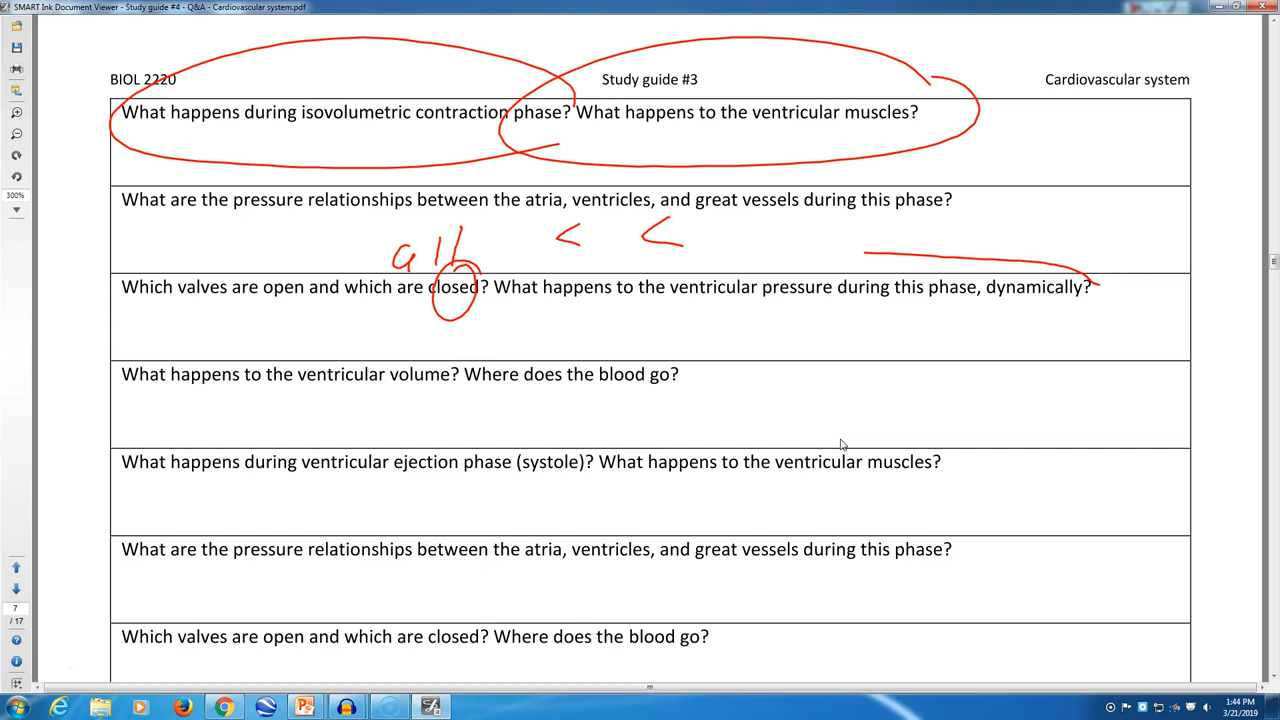 SMART Ink Document Viewer - Study guide #4 - Q&A - Cardiovascular system.pdf
BIOL 2220 Study guide #3 Cardiovascular system
What happens during isovolumetric contraction phase? What happens to the ventricular muscles?
What are the pressure relationships between the atria, ventricles, and great vessels during this phase?
all < <
Which valves are open and which are closed? What happens to the ventricular pressure during this phase, dynamically?
What happens to the ventricular volume? Where does the blood go?
What happens during ventricular ejection phase (systole)? What happens to the ventricular muscles?
What are the pressure relationships between the atria, ventricles, and great vessels during this phase?
Which valves are open and which are closed? Where does the blood go?
300%
7
/ 17
1:44 PM
3/21/2019